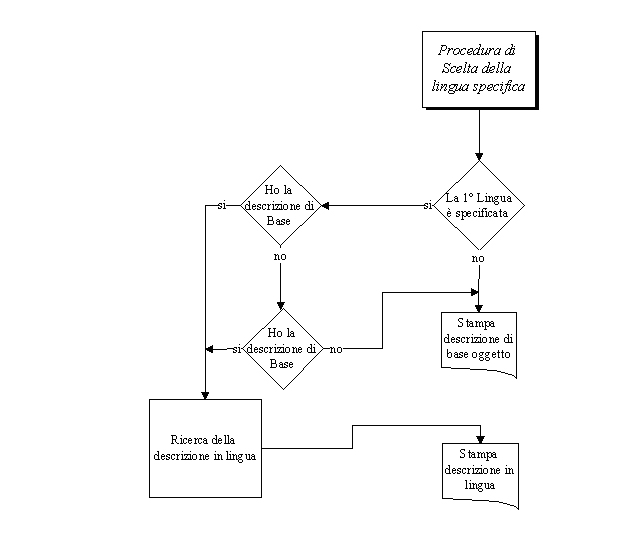 Procedura di
Scelta della
lingua specifica
Ho la
descrizione di
Base
si
si
La 1° Lingua
è specificata
no
no
Stampa
descrizione di
base oggetto
Ho la
descrizione di
Base
si
no
Ricerca della
descrizione in lingua
Stampa
descrizione in
lingua